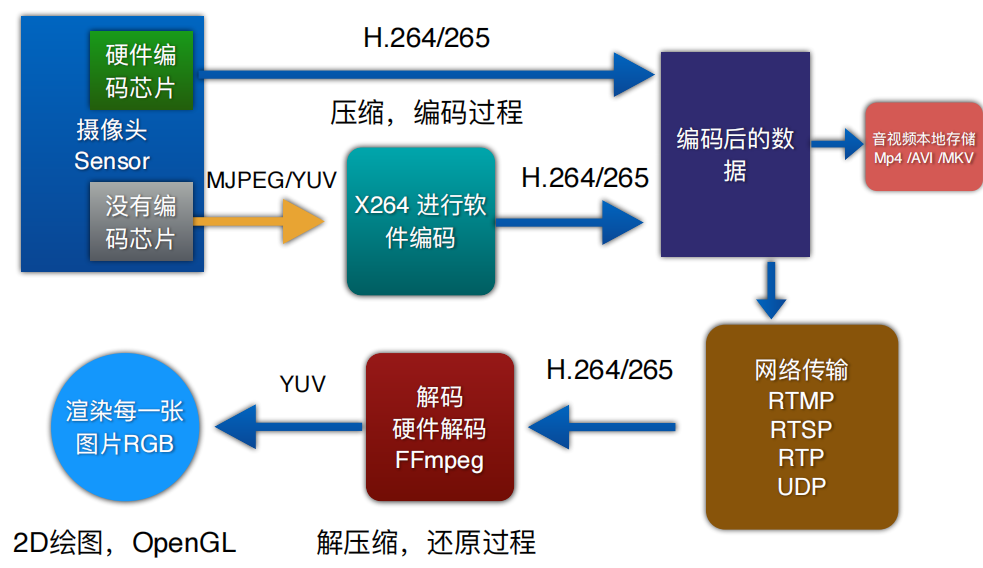 H.264/265
硬件编
码芯片
压缩，编码过程
摄像头
Sensor
编码后的数
据
音视频本地存储
Mp4 /AVI /MKV
MJPEG/YUV
H.264/265
没有编
码芯片
X264 进行软
件编码
网络传输
RTMP
RTSP
RTP
UDP
H.264/265
解码
硬件解码
FFmpeg
YUV
渲染每一张
图片RGB
2D绘图，OpenGL
解压缩，还原过程